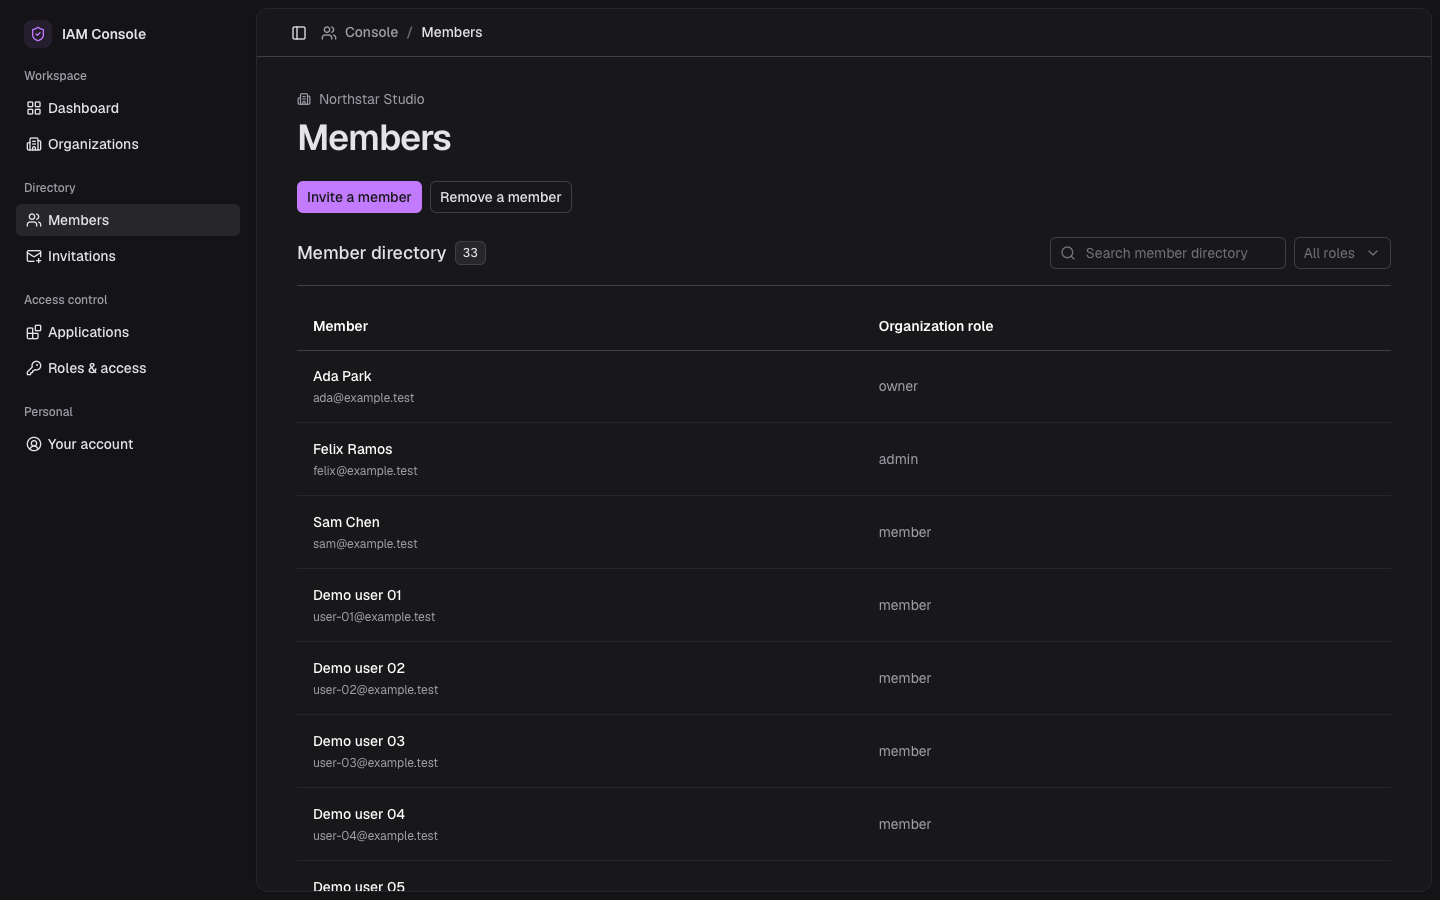 IAM Console
Workspace
Dashboard
Organizations
Directory
Members
Invitations
Access control
Applications
Roles & access
Personal
Your account
Console / Members
Northstar Studio
Members
Invite a member
Remove a member
Member directory 33
Search member directory
All roles
Member
Organization role
Ada Park
ada@example.test
owner
Felix Ramos
felix@example.test
admin
Sam Chen
sam@example.test
member
Demo user 01
user-01@example.test
member
Demo user 02
user-02@example.test
member
Demo user 03
user-03@example.test
member
Demo user 04
user-04@example.test
member
Demo user 05